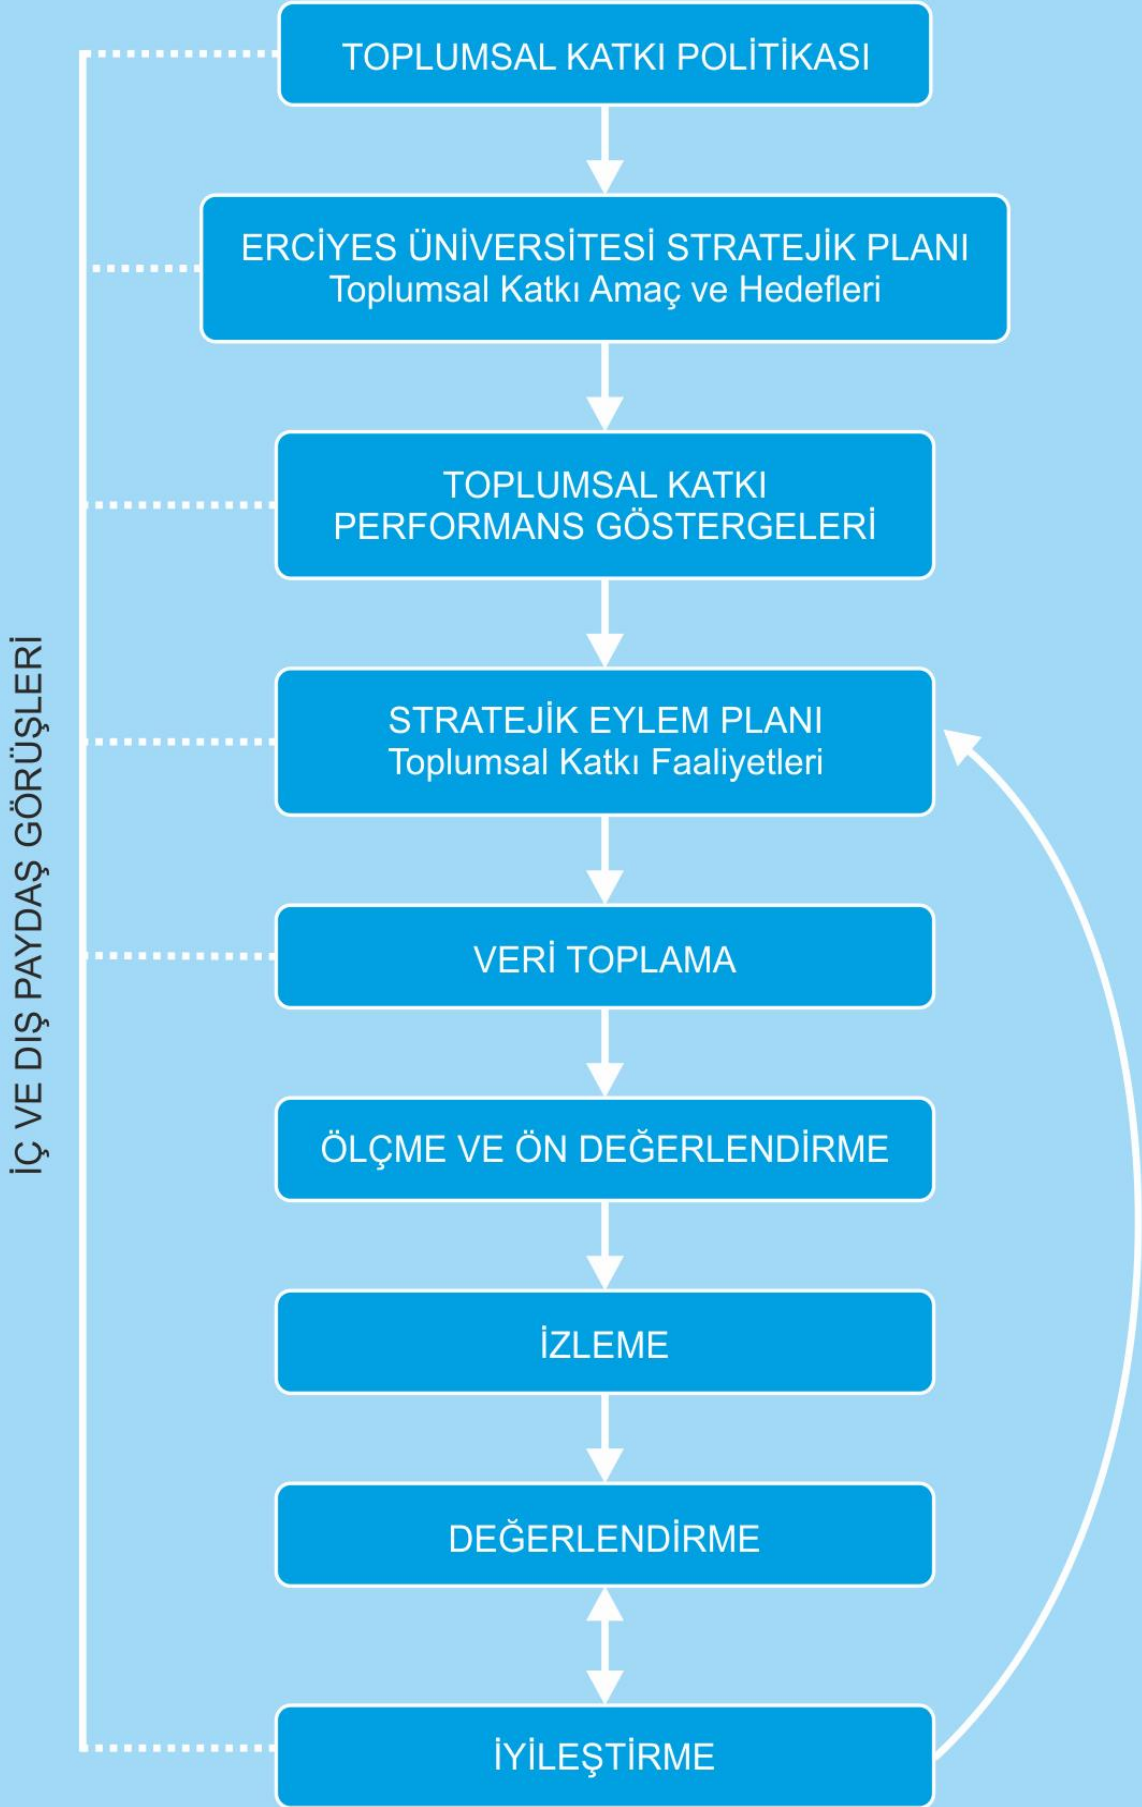 TOPLUMSAL KATKI POLİTİKASI
ERCİYES ÜNİVERSİTESİ STRATEJİK PLANI
Toplumsal Katkı Amaç ve Hedefleri
TOPLUMSAL KATKI
PERFORMANS GÖSTERGELERİ
STRATEJİK EYLEM PLANI
Toplumsal Katkı Faaliyetleri
VERİ TOPLAMA
ÖLÇME VE ÖN DEĞERLENDİRME
İZLEME
DEĞERLENDİRME
İYİLEŞTİRME
İÇ VE DIŞ PAYDAŞ GÖRÜŞLERİ